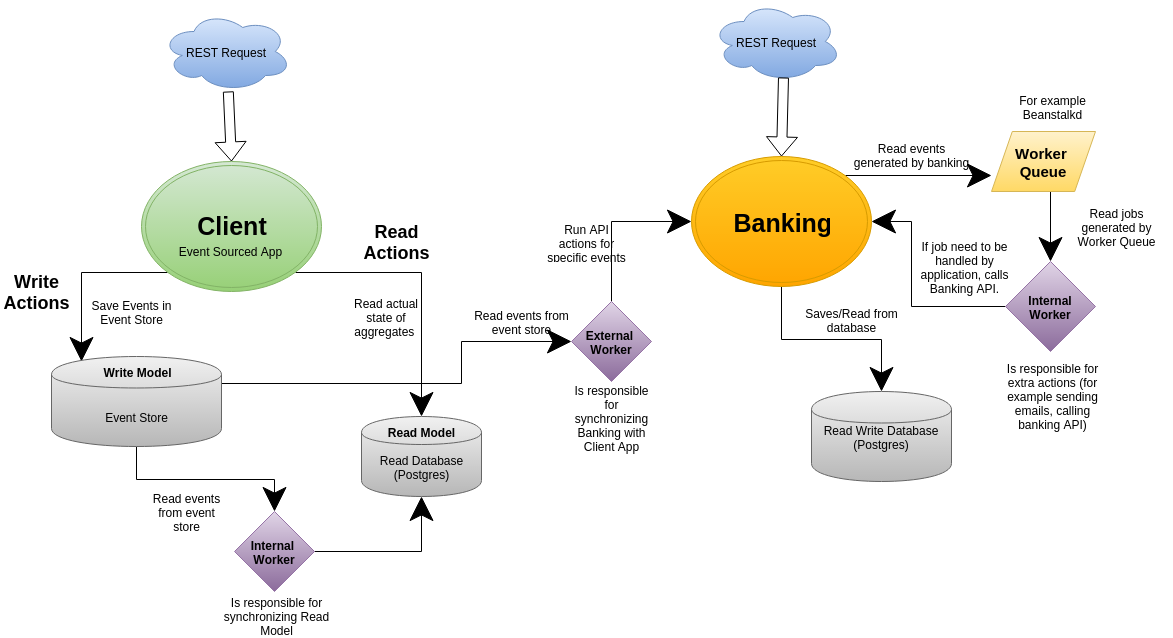 REST Request
Client
Event Sourced App
Write
Actions
Save Events in
Event Store
Read
Actions
Read actual
state of
aggregates
Write Model
Event Store
Read events
from event
store
Internal
Worker
Is responsible for
synchronizing Read
Model
Read Model
Read Database
(Postgres)
Read events from
event store
External
Worker
Is responsible
for
synchronizing
Banking with
Client App
Run API
actions for
specific events
REST Request
Banking
Read events
generated by banking
For example
Beanstalkd
Worker
Queue
Read jobs
generated by
Worker Queue
If job need to be
handled by
application, calls
Banking API.
Internal
Worker
Is responsible for
extra actions (for
example sending
emails, calling
banking API)
Saves/Read from
database
Read Write Database
(Postgres)